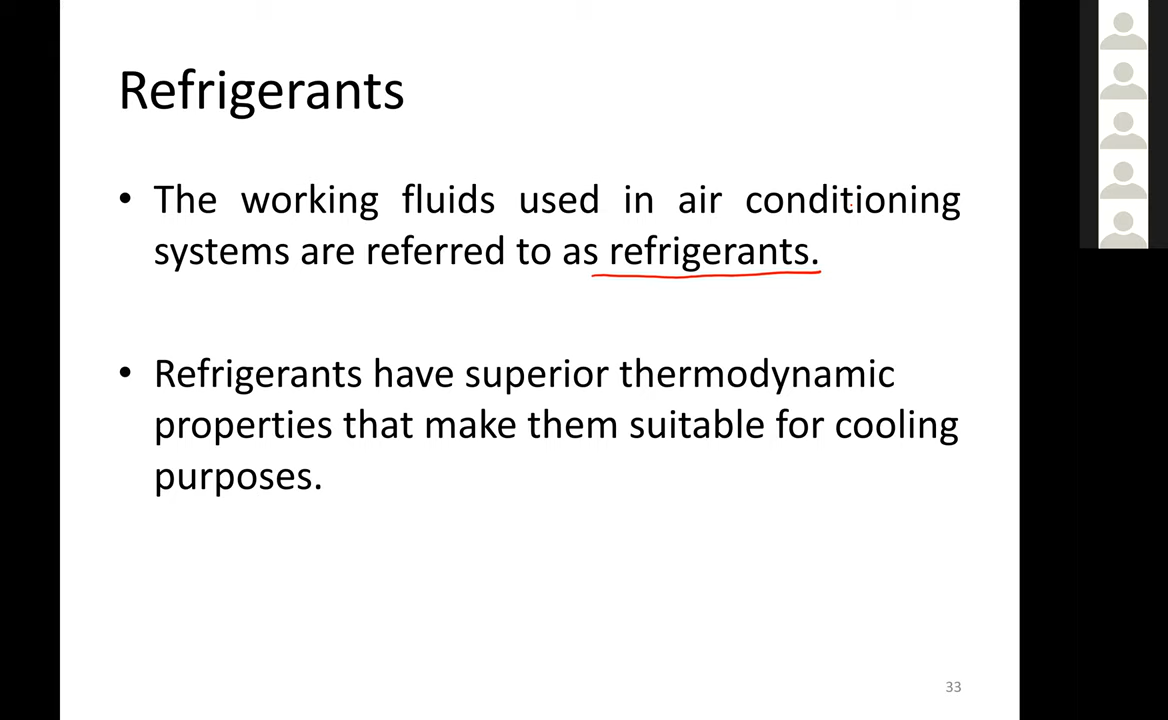 Refrigerants
• The working fluids used in air conditioning
systems are referred to as refrigerants.
• Refrigerants have superior thermodynamic
properties that make them suitable for cooling
purposes.
33